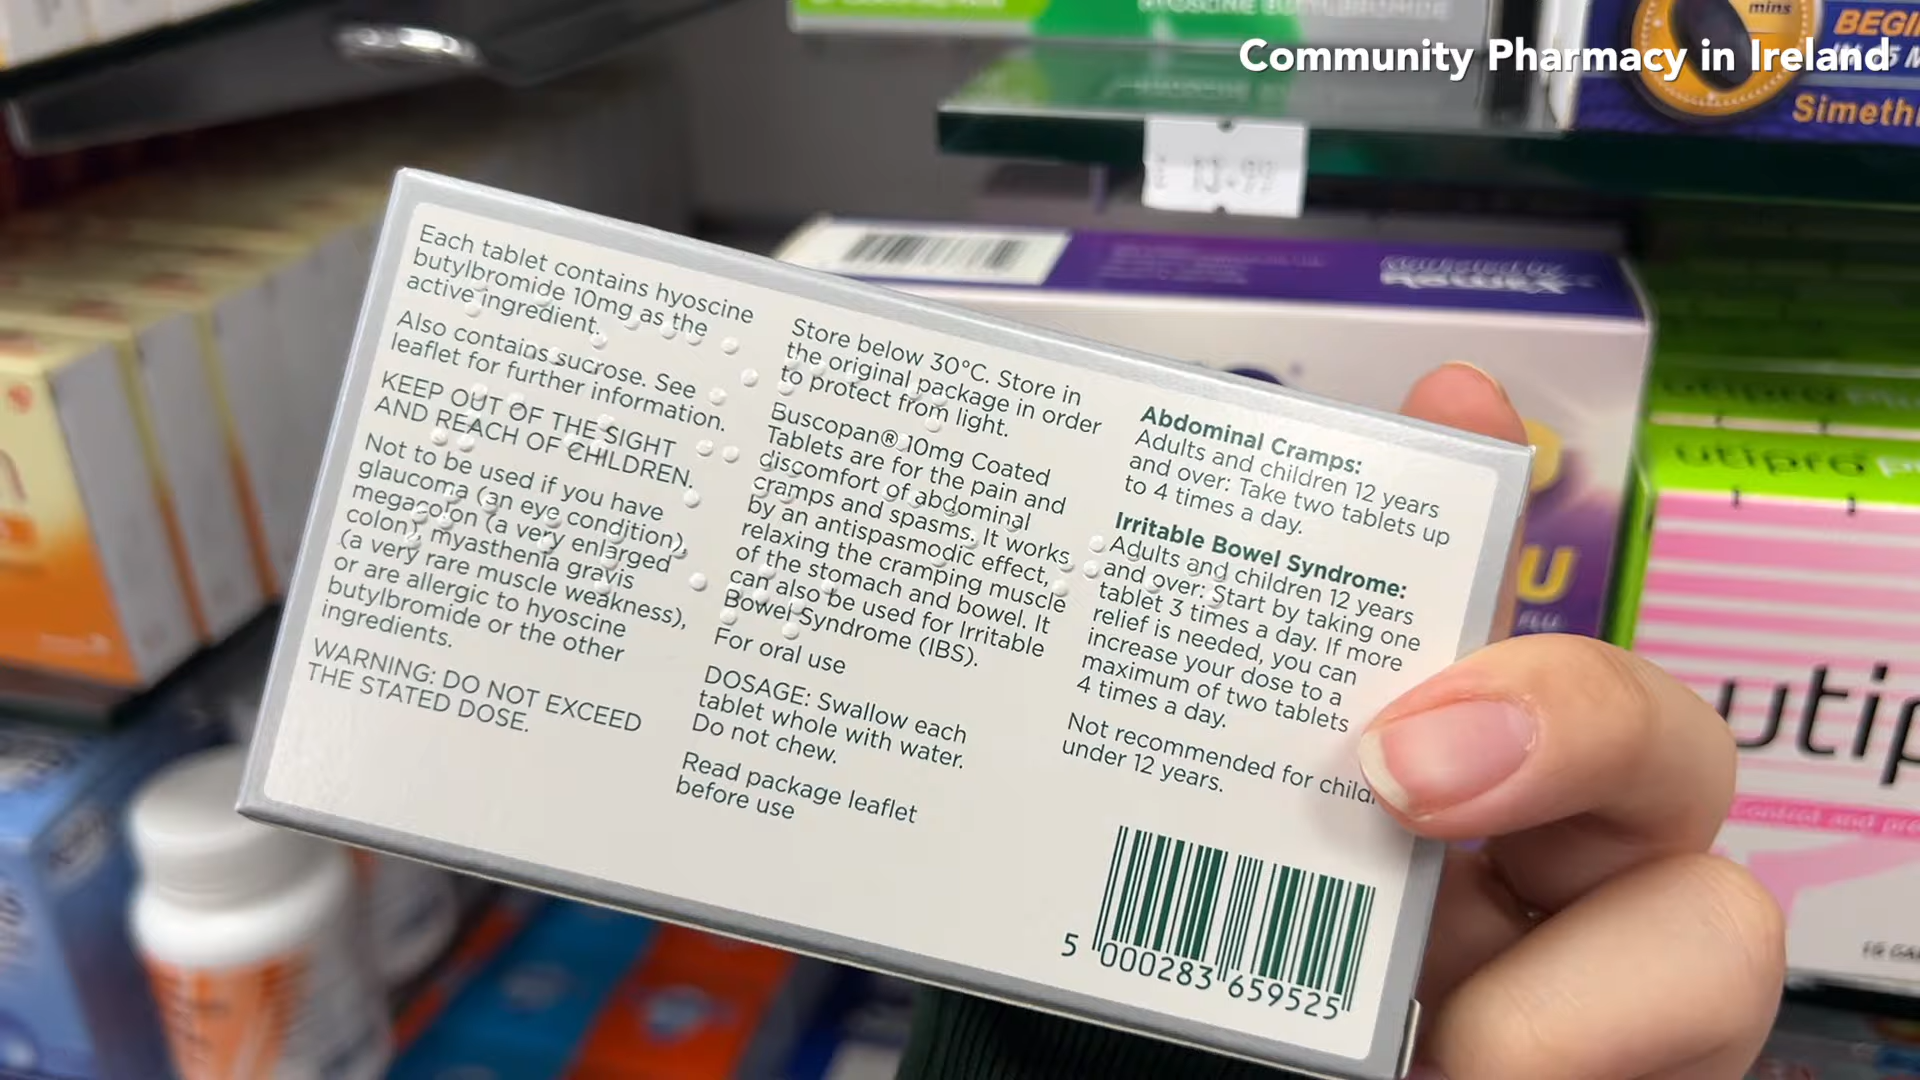 Community Pharmacy in Ireland
mins
Simeth
Each tablet contains hyoscine
butylbromide 10mg as the
active ingredient.
Also contains sucrose. See
leaflet for further information.
KEEP OUT OF THE SIGHT
AND REACH OF CHILDREN.
Not to be used if you have
glaucoma (an eye condition),
megacolon (a very enlarged
colon), myasthenia gravis
(a very rare muscle weakness),
or are allergic to hyoscine
butylbromide or the other
ingredients.
WARNING: DO NOT EXCEED
THE STATED DOSE.
Store below 30°C. Store in
the original package in order
to protect from light.
Buscopan® 10mg Coated
Tablets are for the pain and
discomfort of abdominal
cramps and spasms. It works
by an antispasmodic effect,
relaxing the cramping muscle
of the stomach and bowel. It
can also be used for Irritable
Bowel Syndrome (IBS).
For oral use
DOSAGE: Swallow each
tablet whole with water.
Do not chew.
Read package leaflet
before use
Abdominal Cramps:
Adults and children 12 years
and over: Take two tablets up
to 4 times a day.
Irritable Bowel Syndrome:
Adults and children 12 years
and over: Start by taking one
tablet 3 times a day. If more
relief is needed, you can
increase your dose to a
maximum of two tablets
4 times a day.
Not recommended for child
under 12 years.
5 000283 659525
utipro
utip